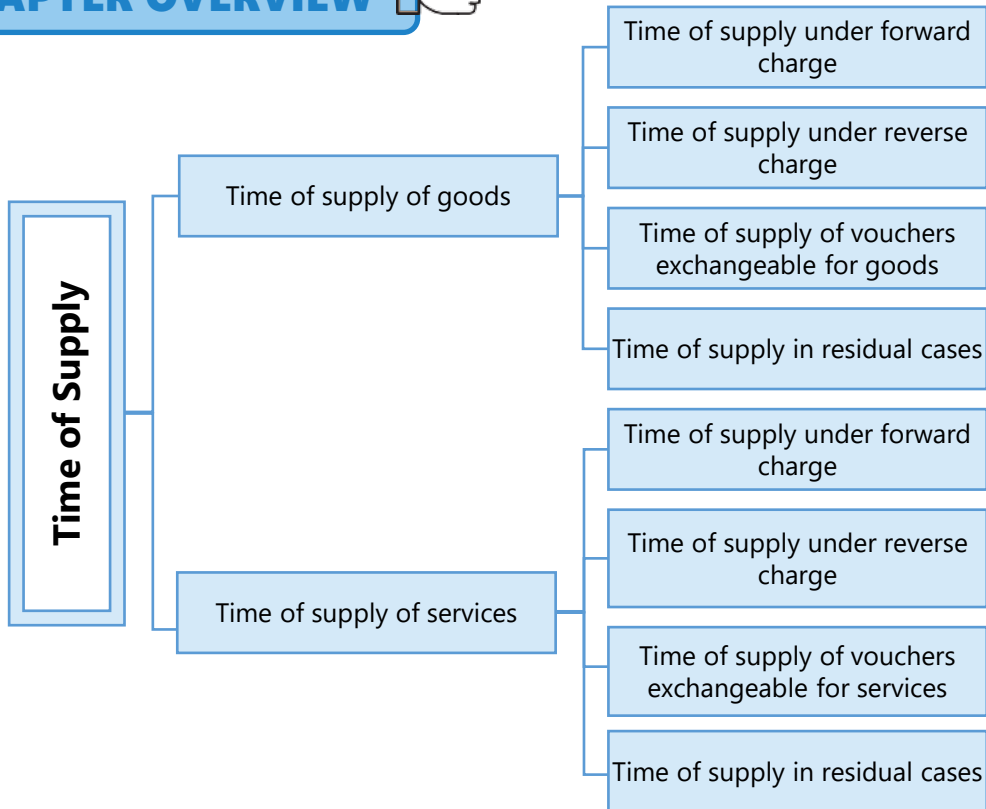 APTER OVERVIEW
Time of Supply
Time of supply of goods
Time of supply under forward
charge
Time of supply under reverse
charge
Time of supply of vouchers
exchangeable for goods
Time of supply in residual cases
Time of supply of services
Time of supply under forward
charge
Time of supply under reverse
charge
Time of supply of vouchers
exchangeable for services
Time of supply in residual cases